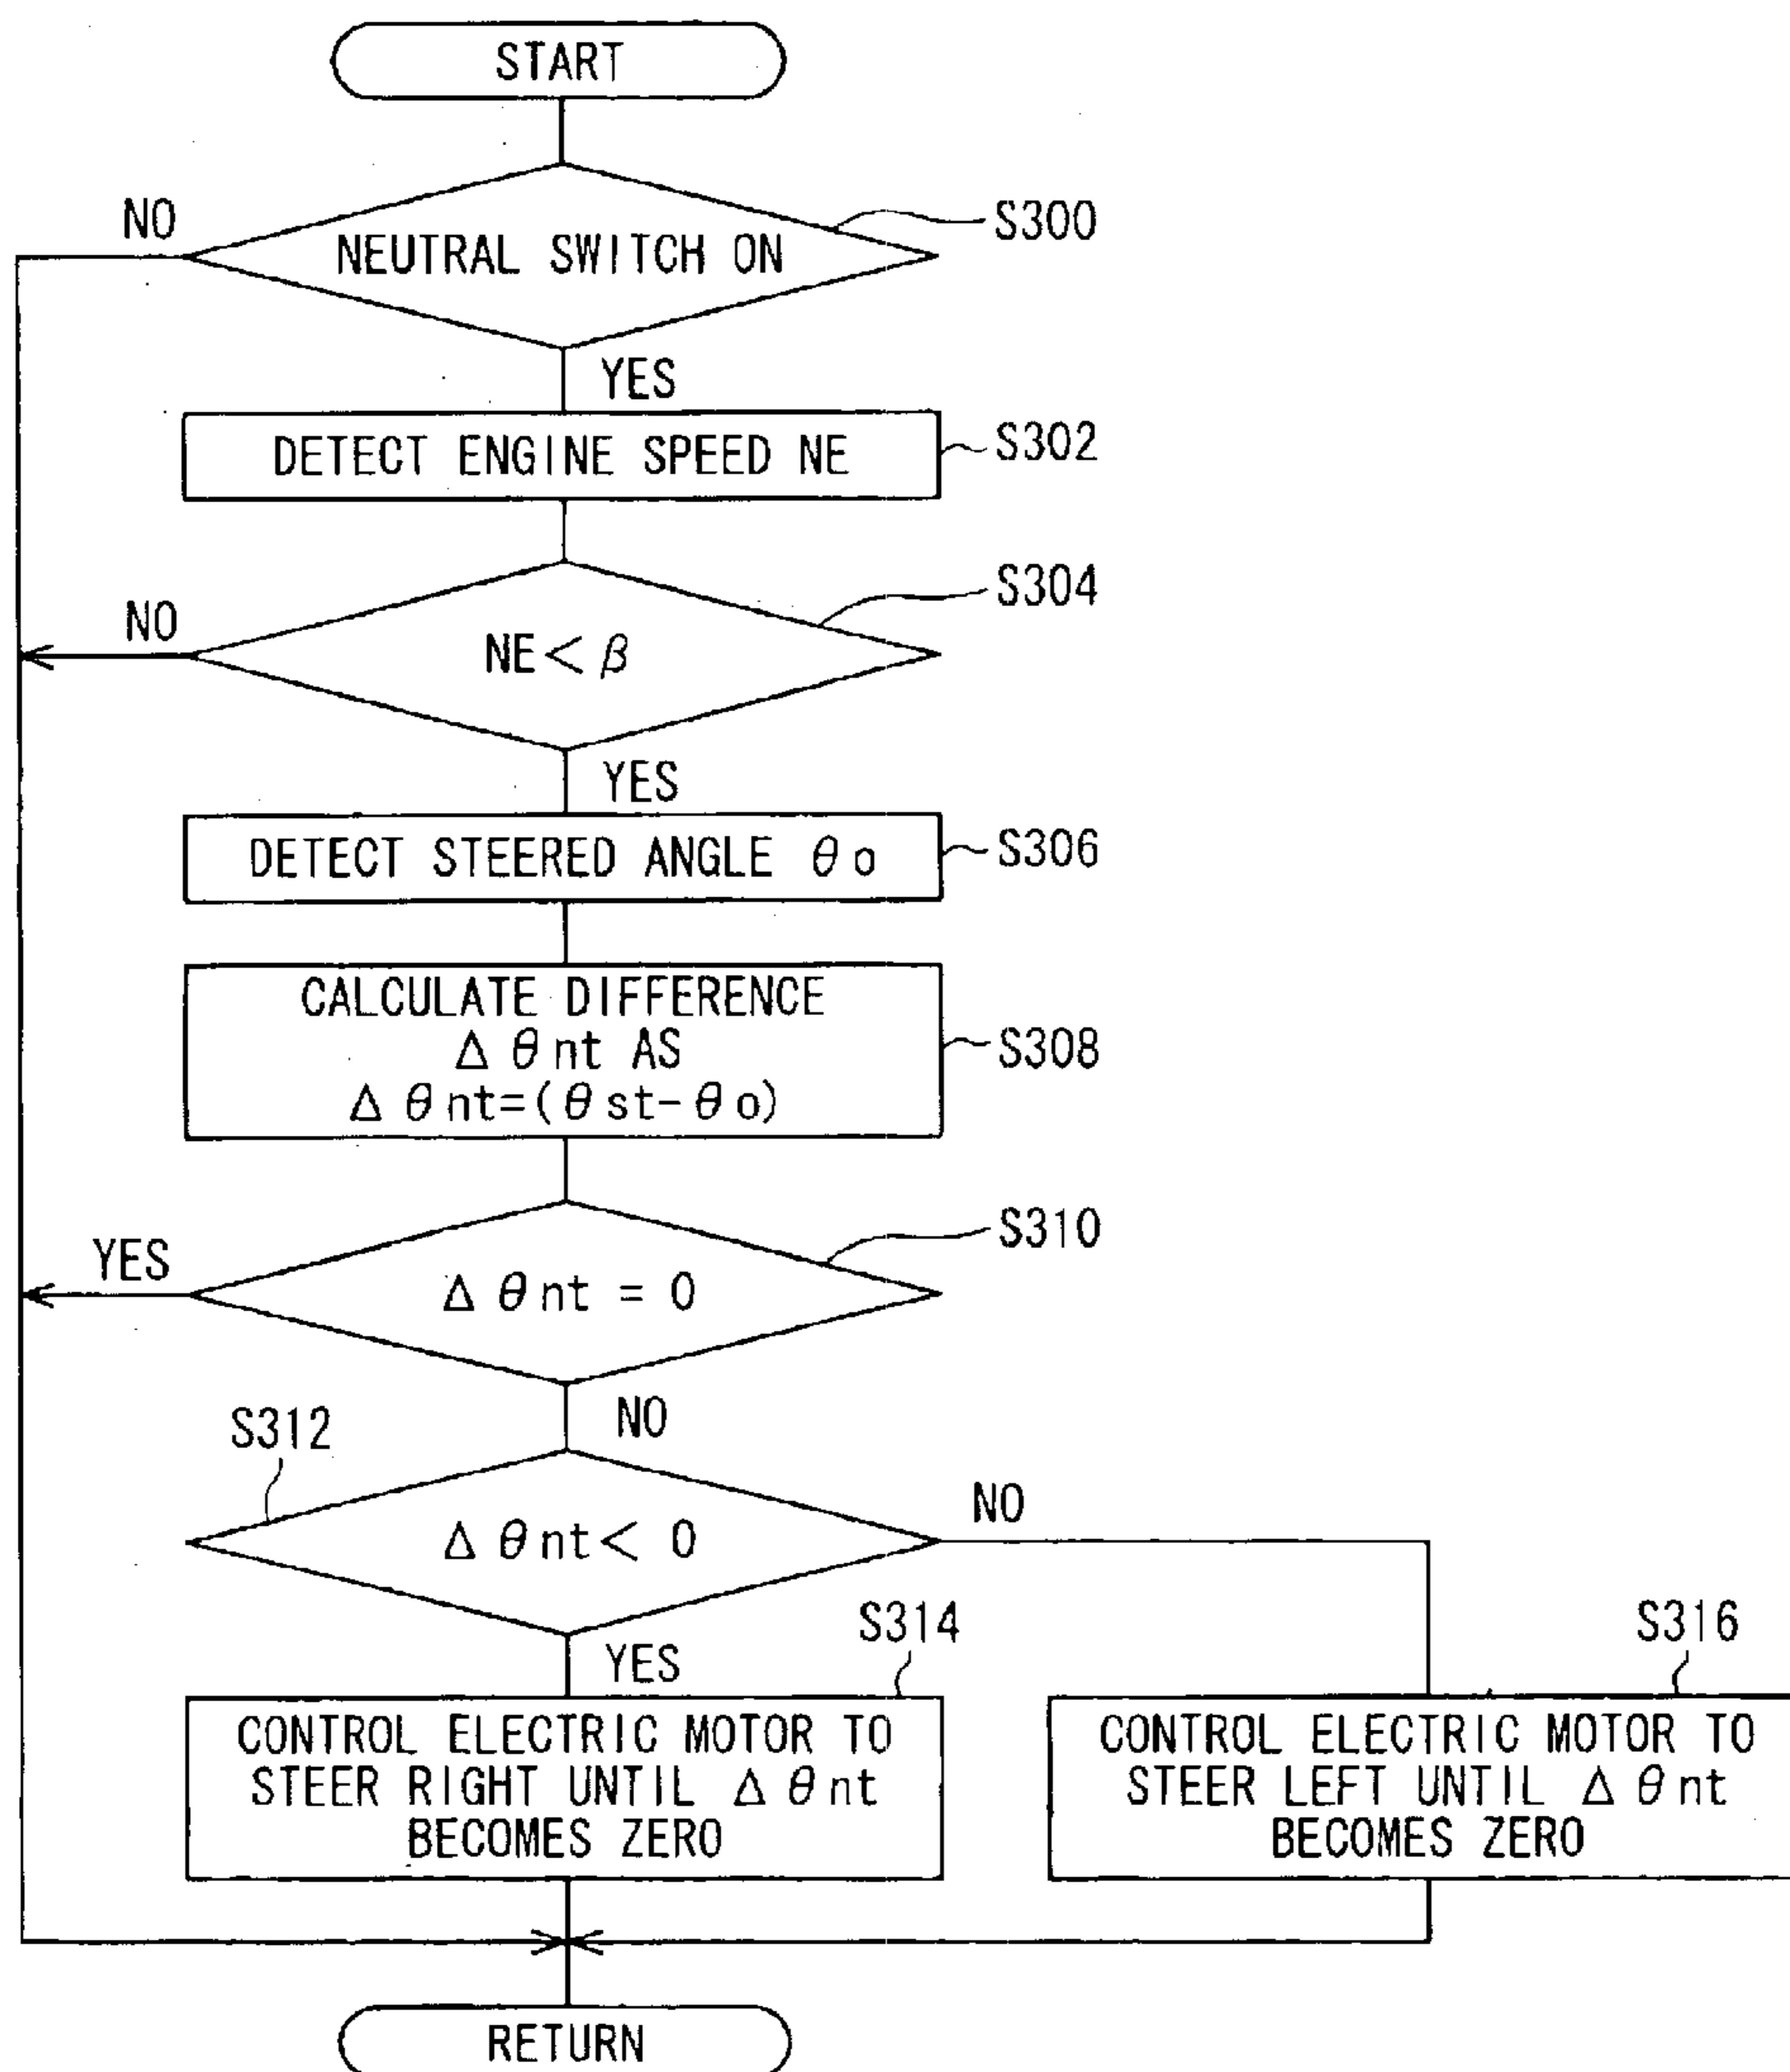 START
NO
NEUTRAL SWITCH ON
S300
YES
DETECT ENGINE SPEED NE
S302
NO
NE< β
S304
YES
DETECT STEERED ANGLE θo
S306
CALCULATE DIFFERENCE
Δθnt AS
Δθnt=(θst-θo)
S308
YES
Δθnt = 0
S310
NO
S312
Δθnt< 0
NO
YES
S314
CONTROL ELECTRIC MOTOR TO
STEER RIGHT UNTIL Δθnt
BECOMES ZERO
S316
CONTROL ELECTRIC MOTOR TO
STEER LEFT UNTIL Δθnt
BECOMES ZERO
RETURN